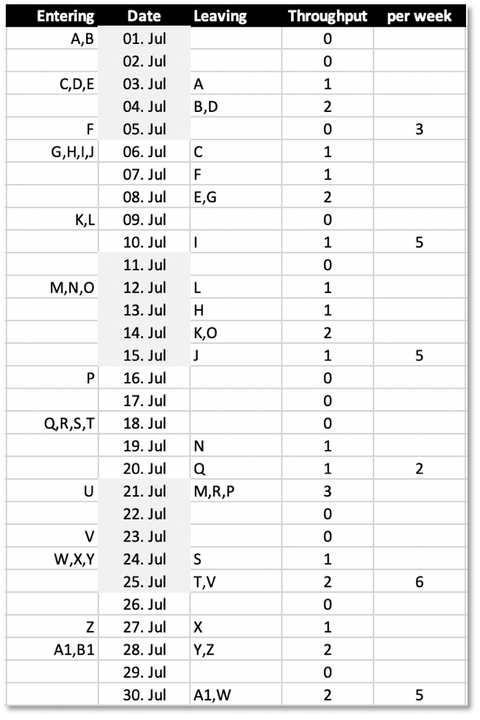 Entering Date Leaving Throughput per week
A,B 01. Jul 0
02. Jul 0
C,D,E 03. Jul A 1
04. Jul B,D 2
F 05. Jul 0 3
G,H,I,J 06. Jul C 1
07. Jul F 1
08. Jul E,G 2
K,L 09. Jul 0
10. Jul I 1 5
11. Jul 0
M,N,O 12. Jul L 1
13. Jul H 1
14. Jul K,O 2
15. Jul J 1 5
P 16. Jul 0
17. Jul 0
Q,R,S,T 18. Jul 0
19. Jul N 1
20. Jul Q 1 2
U 21. Jul M,R,P 3
22. Jul 0
V 23. Jul 0
W,X,Y 24. Jul S 1
25. Jul T,V 2 6
26. Jul 0
Z 27. Jul X 1
A1,B1 28. Jul Y,Z 2
29. Jul 0
30. Jul A1,W 2 5